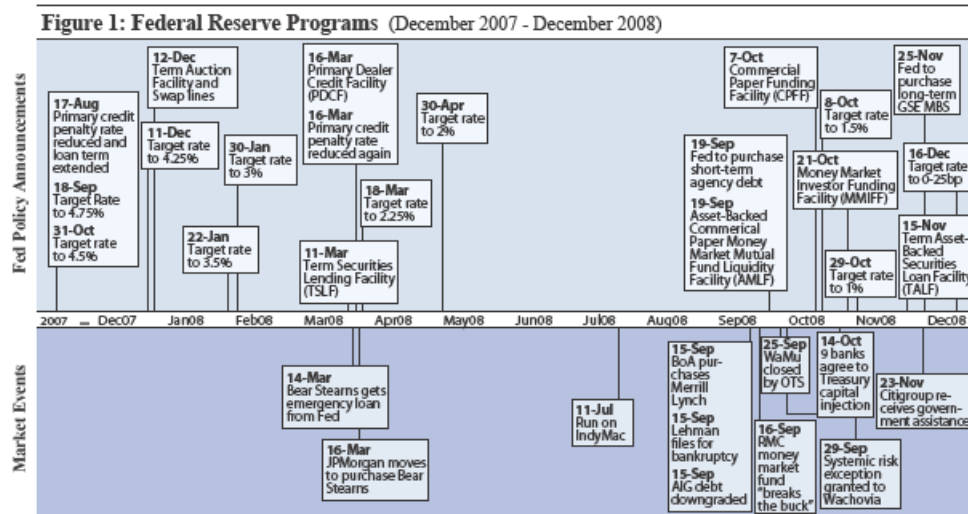 Figure 1: Federal Reserve Programs (December 2007 - December 2008)
Fed Policy Announcements
17-Aug
Primary credit
penalty rate
reduced and
loan term
extended
18-Sep
Target Rate
to 4.75%
31-Oct
Target rate
to 4.5%
12-Dec
Term Auction
Facility and
Swap lines
11-Dec
Target rate
to 4.25%
22-Jan
Target rate
to 3.5%
30-Jan
Target rate
to 3%
16-Mar
Primary Dealer
Credit Facility
(PDCF)
16-Mar
Primary credit
penalty rate
reduced again
11-Mar
Term Securities
Lending Facility
(TSLF)
18-Mar
Target rate
to 2.25%
30-Apr
Target rate
to 2%
19-Sep
Fed to purchase
short-term
agency debt
19-Sep
Asset-Backed
Commerical
Paper Money
Market Mutual
Fund Liquidity
Facility (AMLF)
7-Oct
Commercial
Paper Funding
Facility (CPFF)
8-Oct
Target rate
to 1.5%
21-Oct
Money Market
Investor Funding
Facility (MMIFF)
29-Oct
Target rate
to 1%
25-Nov
Fed to
purchase
long-term
GSE MBS
16-Dec
Target rate
to 0-25bp
15-Nov
Term Asset-
Backed
Securities
Loan Facility
(TALF)
2007 Dec07 Jan08 Feb08 Mar08 Apr08 May08 Jun08 Jul08 Aug08 Sep08 Oct08 Nov08 Dec08
Market Events
14-Mar
Bear Stearns gets
emergency loan
from Fed
16-Mar
JPMorgan moves
to purchase Bear
Stearns
11-Jul
Run on
IndyMac
15-Sep
BoA pur-
chases
Merrill
Lynch
15-Sep
Lehman
files for
bankruptcy
15-Sep
AIG debt
downgraded
25-Sep
WaMu
closed
by OTS
16-Sep
RMC
money
market
fund
"breaks
the buck"
14-Oct
9 banks
agree to
Treasury
capital
injection
29-Sep
Systemic risk
exception
granted to
Wachovia
23-Nov
Citigroup re-
ceives govern-
ment assistance